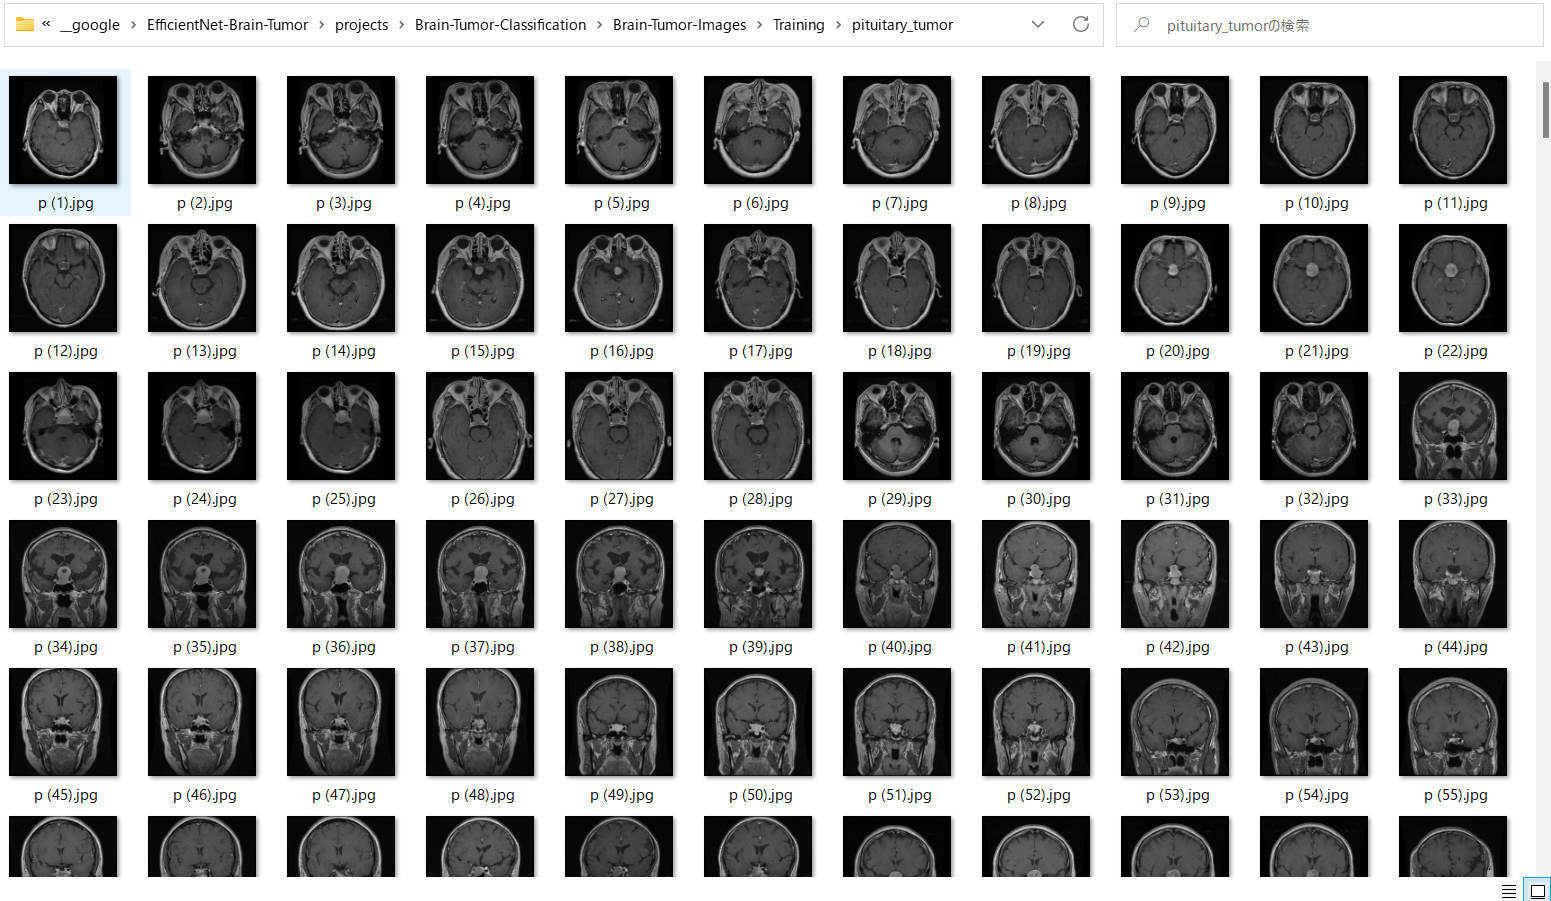 « __google > EfficientNet-Brain-Tumor > projects > Brain-Tumor-Classification > Brain-Tumor-Images > Training > pituitary_tumor
pituitary_tumorの検索
p (1).jpg p (2).jpg p (3).jpg p (4).jpg p (5).jpg p (6).jpg p (7).jpg p (8).jpg p (9).jpg p (10).jpg p (11).jpg
p (12).jpg p (13).jpg p (14).jpg p (15).jpg p (16).jpg p (17).jpg p (18).jpg p (19).jpg p (20).jpg p (21).jpg p (22).jpg
p (23).jpg p (24).jpg p (25).jpg p (26).jpg p (27).jpg p (28).jpg p (29).jpg p (30).jpg p (31).jpg p (32).jpg p (33).jpg
p (34).jpg p (35).jpg p (36).jpg p (37).jpg p (38).jpg p (39).jpg p (40).jpg p (41).jpg p (42).jpg p (43).jpg p (44).jpg
p (45).jpg p (46).jpg p (47).jpg p (48).jpg p (49).jpg p (50).jpg p (51).jpg p (52).jpg p (53).jpg p (54).jpg p (55).jpg